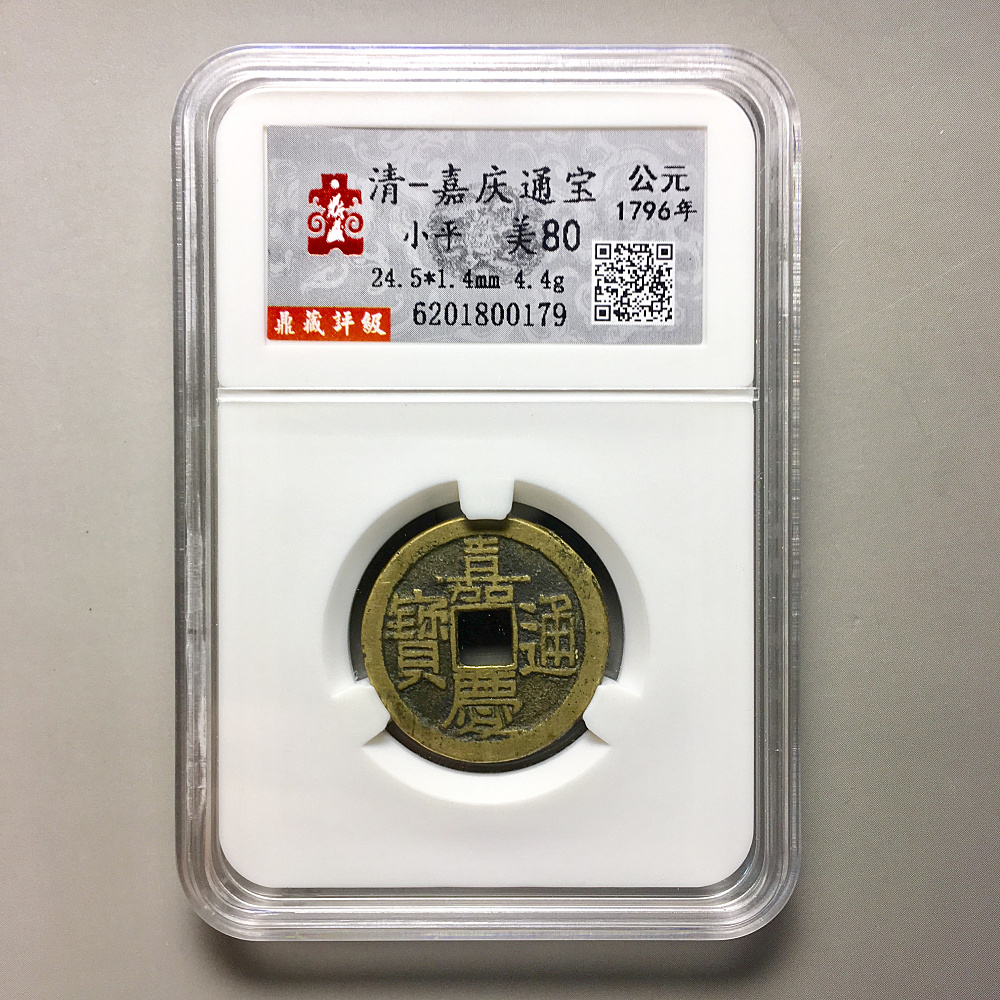 清-嘉庆通宝
公元
1796年
小平 美80
24.5*1.4mm 4.4g
鼎藏評級
6201800179
嘉
寶 通
慶